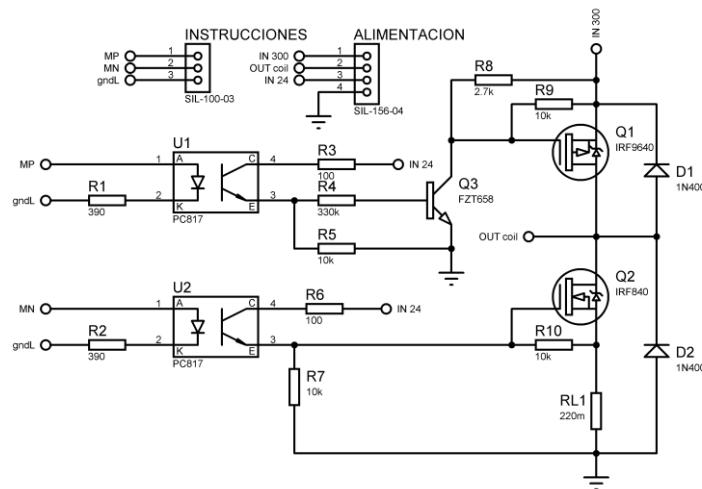 INSTRUCCIONES
MP 1
MN 2
gndL 3
SIL-100-03
ALIMENTACION
IN 300 1
OUT coil 2
IN 24 3
4
SIL-156-04
IN 300
R8
2.7k
R9
10k
Q1
IRF9640
D1
1N400
U1
MP 1 A C 4
R3
100
IN 24
gndL
R1
390
2 K E 3
PC817
R4
330k
Q3
FZT658
R5
10k
OUT coil
Q2
IRF840
U2
MN 1 A C 4
R6
100
IN 24
gndL
R2
390
2 K E 3
PC817
R7
10k
R10
10k
D2
1N400
RL1
220m